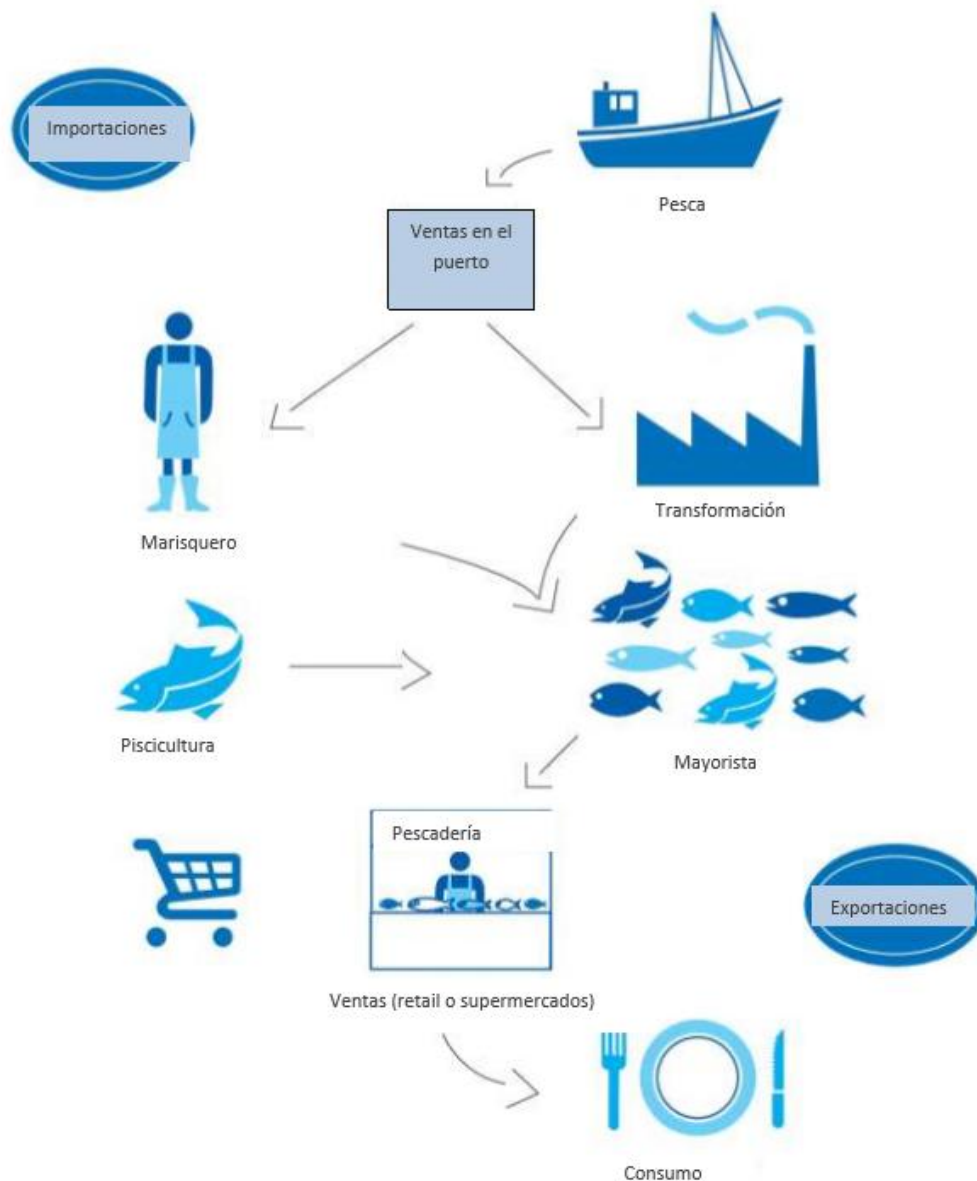 Importaciones
Pesca
Ventas en el
puerto
Marisquero
Transformación
Piscicultura
Mayorista
Pescadería
Exportaciones
Ventas (retail o supermercados)
Consumo